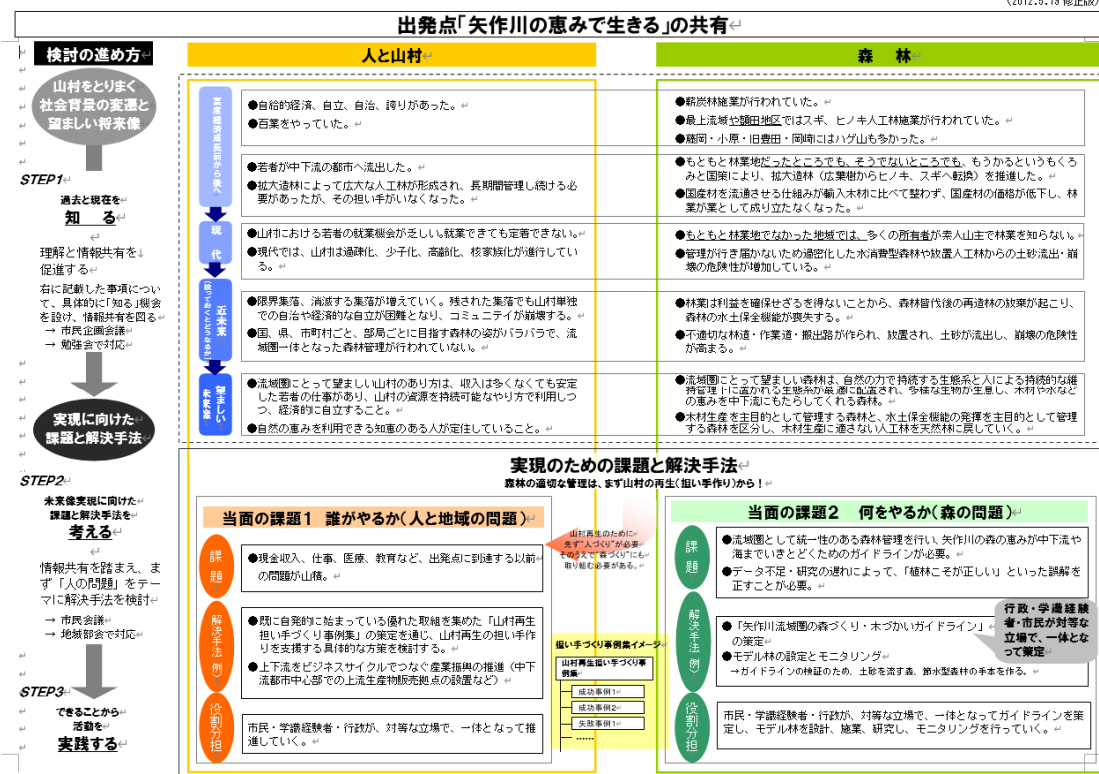 (2012.5.19 修正版)
出発点「矢作川の恵みで生きる」の共有
検討の進め方
山村をとりまく
社会背景の変遷と
望ましい将来像
STEP1
過去と現在を
知 る
理解と情報共有を
促進する
右に記載した事項につい
て、具体的に「知る」機会
を設け、情報共有を図る
→ 市民企画会議
→ 勉強会で対応
実現に向けた
課題と解決手法
STEP2
未来像実現に向けた
課題と解決手法を
考える
情報共有を踏まえ、ま
ず「人の問題」をテー
マに解決手法を検討
→ 市民会議
→ 地域部会で対応
STEP3
できることから
活動を
実践する
人と山村
森 林
高度経済成長前から後へ
●自給的経済、自立、自治、誇りがあった。
●百業をやっていた。
●薪炭林施業が行われていた。
●最上流域や額田地区ではスギ、ヒノキ人工林施業が行われていた。
●藤岡・小原・旧豊田・岡崎にはハゲ山も多かった。
●若者が中下流の都市へ流出した。
●拡大造林によって広大な人工林が形成され、長期間管理し続ける必
要があったが、その担い手がいなくなった。
●もともと林業地だったところでも、そうでないところでも、もうかるというもくろ
みと国策により、拡大造林（広葉樹からヒノキ、スギへ転換）を推進した。
●国産材を流通させる仕組みが輸入木材に比べて整わず、国産材の価格が低下し、林
業が業として成り立たなくなった。
現 代
●山村における若者の就業機会が乏しい。就業できても定着できない。
●現代では、山村は過疎化、少子化、高齢化、核家族化が進行してい
る。
●もともと林業地でなかった地域では、多くの所有者が素人山主で林業を知らない。
●管理が行き届かないため過密化した水消費型森林や放置人工林からの土砂流出・崩
壊の危険性が増加している。
近未来
(放っておくとどうなるか)
●限界集落、消滅する集落が増えていく。残された集落でも山村単独
での自治や経済的な自立が困難となり、コミュニティが崩壊する。
●国、県、市町村ごと、部局ごとに目指す森林の姿がバラバラで、流
域圏一体となった森林管理が行われていない。
●林業は利益を確保せざるを得ないことから、森林皆伐後の再造林の放棄が起こり、
森林の水土保全機能が喪失する。
●不適切な林道・作業道・搬出路が作られ、放置され、土砂が流出し、崩壊の危険性
が高まる。
望ましい
未来像
●流域圏にとって望ましい山村のあり方は、収入は多くなくても安定
した若者の仕事があり、山村の資源を持続可能なやり方で利用しつ
つ、経済的に自立すること。
●自然の恵みを利用できる知恵のある人が定住していること。
●流域圏にとって望ましい森林は、自然の力で持続する生態系と人による持続的な維
持管理下に置かれる生態系が最適に配置され、多様な生物が生息し、木材や水など
の恵みを中下流にもたらしてくれる森林。
●木材生産を主目的として管理する森林と、水土保全機能の発揮を主目的として管理
する森林を区分し、木材生産に適さない人工林を天然林に戻していく。
実現のための課題と解決手法
森林の適切な管理は、まず山村の再生（担い手作り）から！
当面の課題1 誰がやるか（人と地域の問題）
課 題
●現金収入、仕事、医療、教育など、出発点に到達する以前
の問題が山積。
解決手法（例）
●既に自発的に始まっている優れた取組を集めた「山村再生
担い手づくり事例集」の策定を通じ、山村再生の担い手作
りを支援する具体的な方策を検討する。
●上下流をビジネスサイクルでつなぐ産業振興の推進（中下
流都市中心部での上流生産物販売拠点の設置など）
役割分担
市民・学識経験者・行政が、対等な立場で、一体となって推
進していく。
山村再生のために
先ず“人づくり”が必要
そのうえで“森づくり”にも
取り組む必要がある。
担い手づくり事例集イメージ
山村再生担い手づくり事
例集
成功事例1
成功事例2
失敗事例1
……
当面の課題2 何をやるか（森の問題）
課 題
●流域圏として統一性のある森林管理を行い、矢作川の森の恵みが中下流や
海までいきとどくためのガイドラインが必要。
●データ不足・研究の遅れによって、「植林こそが正しい」といった誤解を
正すことが必要。
解決手法（例）
●「矢作川流域圏の森づくり・木づかいガイドライン」
の策定
●モデル林の設定とモニタリング
→ガイドラインの検証のため、土砂を流す森、節水型森林の手本を作る。
行政・学識経験
者・市民が対等な
立場で、一体とな
って策定
役割分担
市民・学識経験者・行政が、対等な立場で、一体となってガイドラインを策
定し、モデル林を設計、施業、研究し、モニタリングを行っていく。